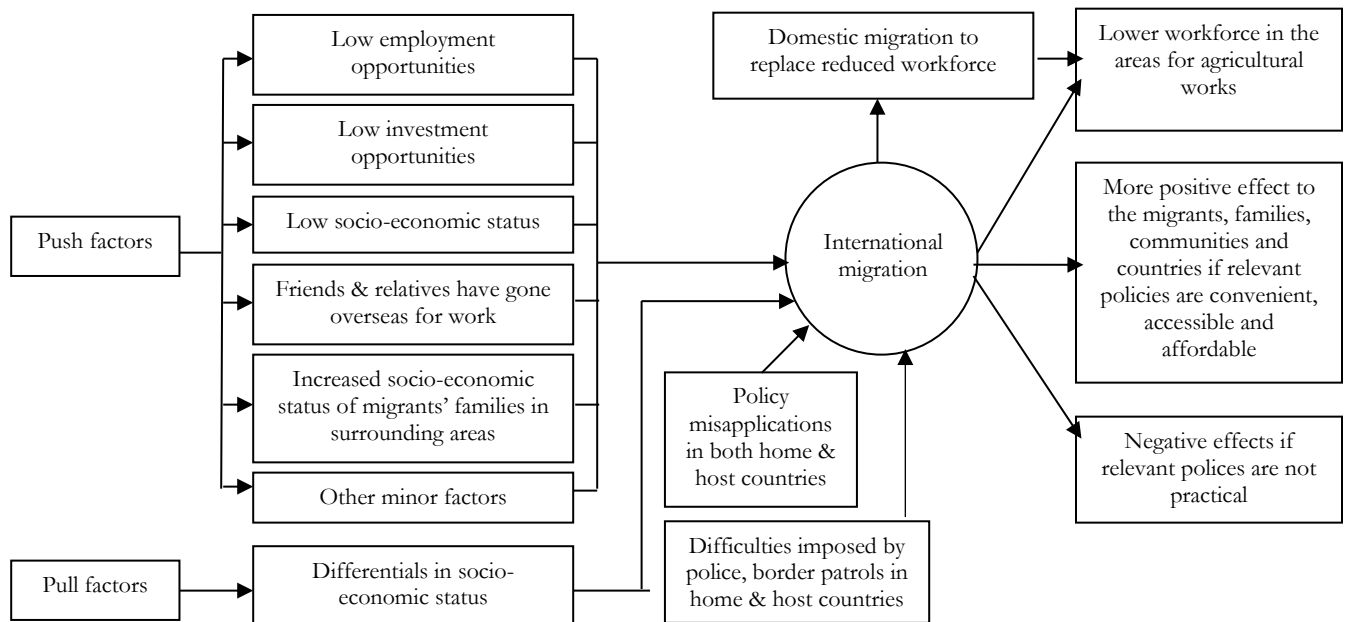 Push factors
Pull factors
Low employment
opportunities
Low investment
opportunities
Low socio-economic status
Friends & relatives have gone
overseas for work
Increased socio-economic
status of migrants’ families in
surrounding areas
Other minor factors
Differentials in socio-
economic status
Domestic migration to
replace reduced workforce
International
migration
Policy
misapplications
in both home &
host countries
Difficulties imposed by
police, border patrols in
home & host countries
Lower workforce in the
areas for agricultural
works
More positive effect to
the migrants, families,
communities and
countries if relevant
policies are convenient,
accessible and
affordable
Negative effects if
relevant polices are not
practical